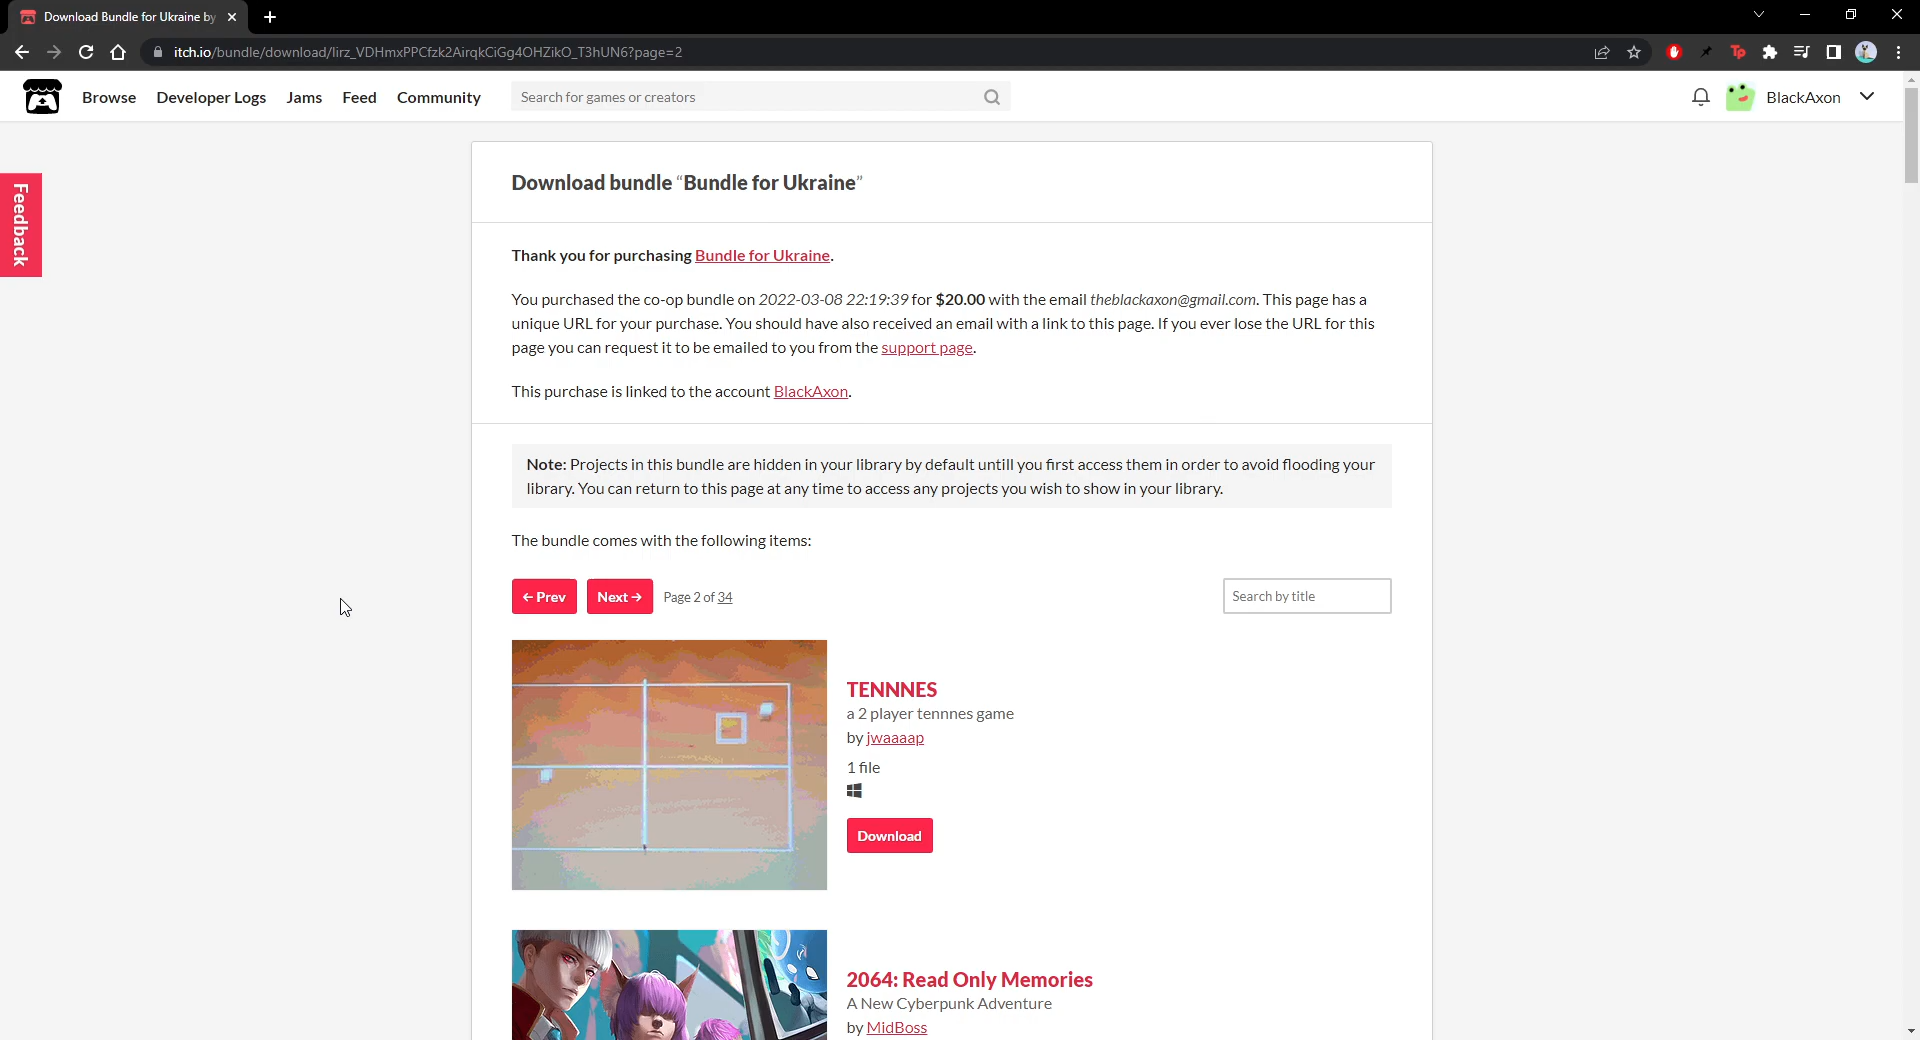 Download Bundle for Ukraine by
itch.io/bundle/download/lirz_VDHmxPPCfzk2AirqkCiGg4OHZikO_T3hUN6?page=2
Tp
Browse Developer Logs Jams Feed Community Search for games or creators BlackAxon
Feedback
Download bundle “Bundle for Ukraine”
Thank you for purchasing Bundle for Ukraine.
You purchased the co-op bundle on 2022-03-08 22:19:39 for $20.00 with the email theblackaxon@gmail.com. This page has a
unique URL for your purchase. You should have also received an email with a link to this page. If you ever lose the URL for this
page you can request it to be emailed to you from the support page.
This purchase is linked to the account BlackAxon.
Note: Projects in this bundle are hidden in your library by default untill you first access them in order to avoid flooding your
library. You can return to this page at any time to access any projects you wish to show in your library.
The bundle comes with the following items:
← Prev Next → Page 2 of 34 Search by title
TENNNES
a 2 player tennnes game
by jwaaaap
1 file
Download
2064: Read Only Memories
A New Cyberpunk Adventure
by MidBoss